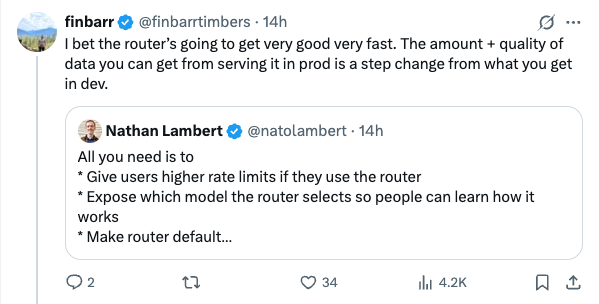 finbarr @finbarrtimbers · 14h
I bet the router's going to get very good very fast. The amount + quality of
data you can get from serving it in prod is a step change from what you get
in dev.
Nathan Lambert @natolambert · 14h
All you need is to
* Give users higher rate limits if they use the router
* Expose which model the router selects so people can learn how it
works
* Make router default...
2 34 4.2K